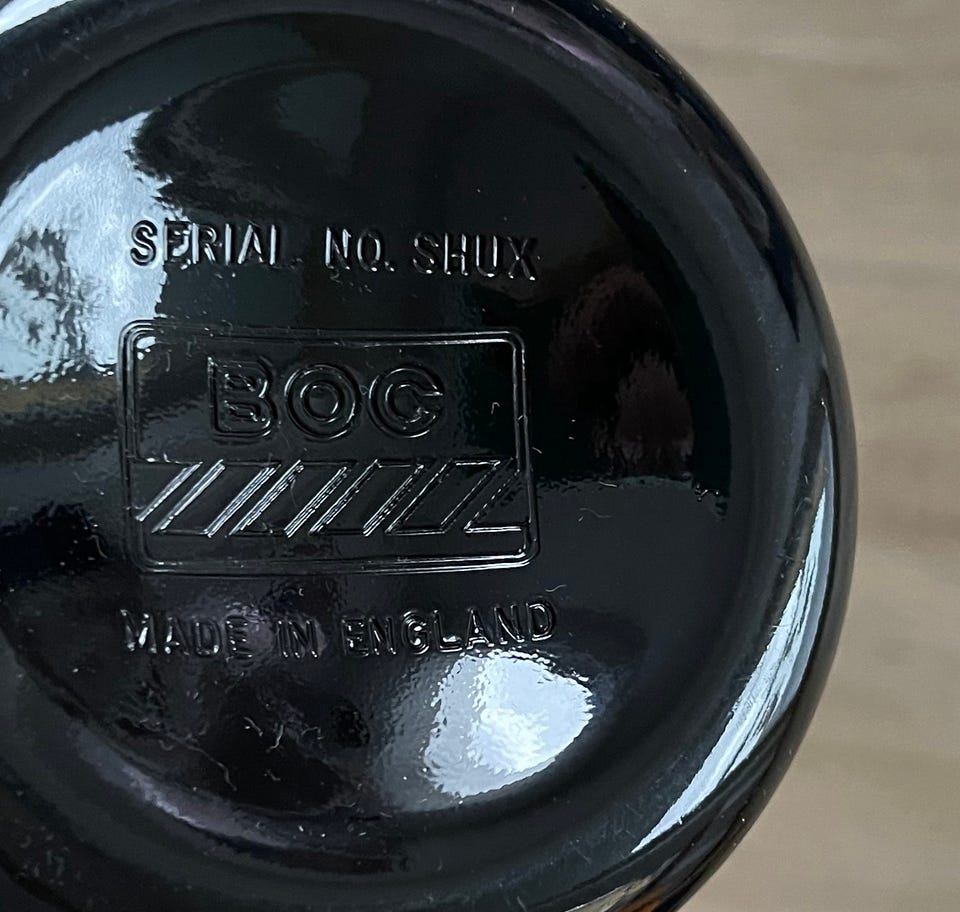 SERIAL NO. SHUX
BOC
MADE IN ENGLAND